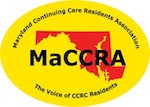 Maryland Continuing Care Residents Association
MaCCRA
The Voice of CCRC Residents